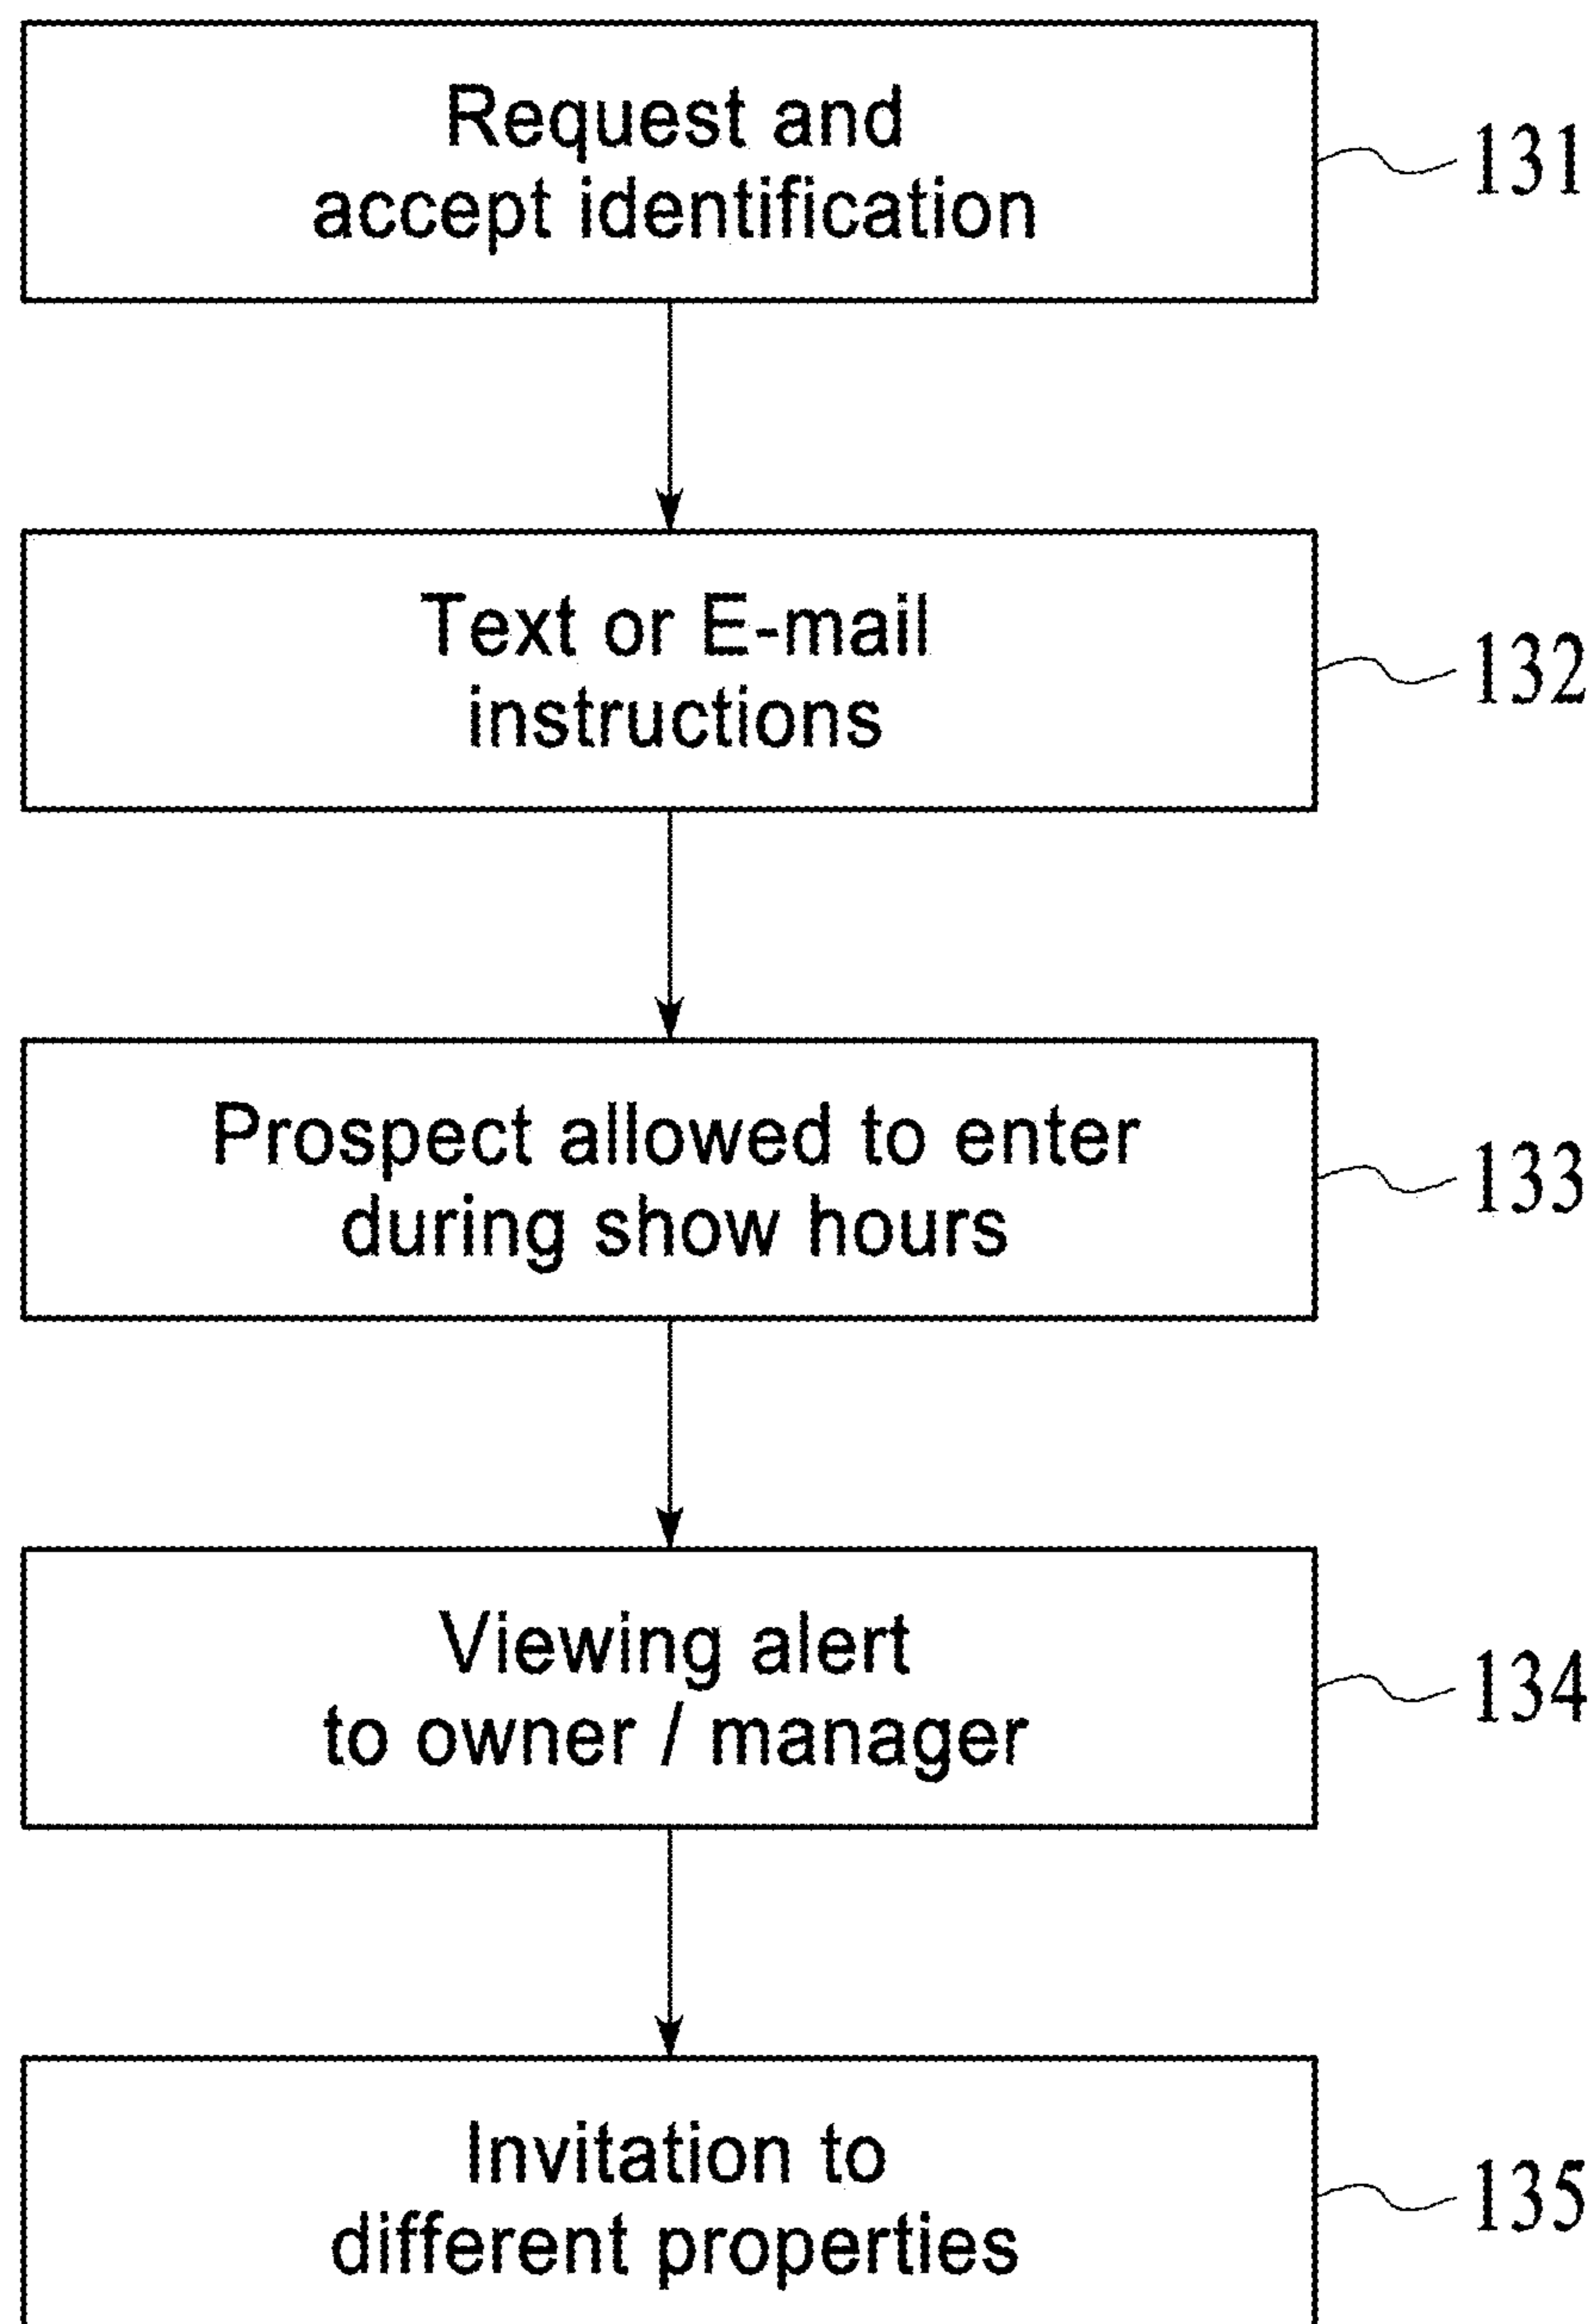 Request and
accept identification
131
Text or E-mail
instructions
132
Prospect allowed to enter
during show hours
133
Viewing alert
to owner / manager
134
Invitation to
different properties
135